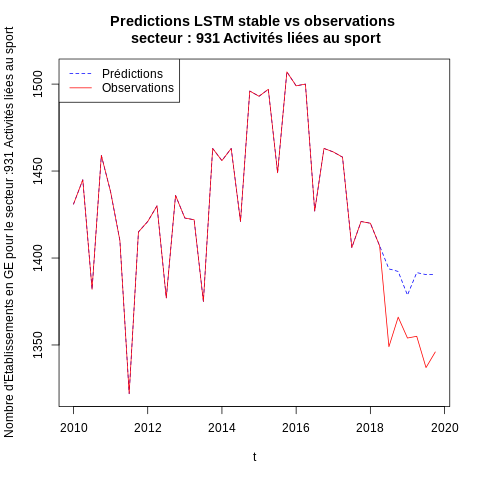 Predictions LSTM stable vs observations
secteur : 931 Activités liées au sport
Nombre d'Etablissements en GE pour le secteur :931 Activités liées au sport
Prédictions
Observations
1500
1450
1400
1350
2010 2012 2014 2016 2018 2020
t